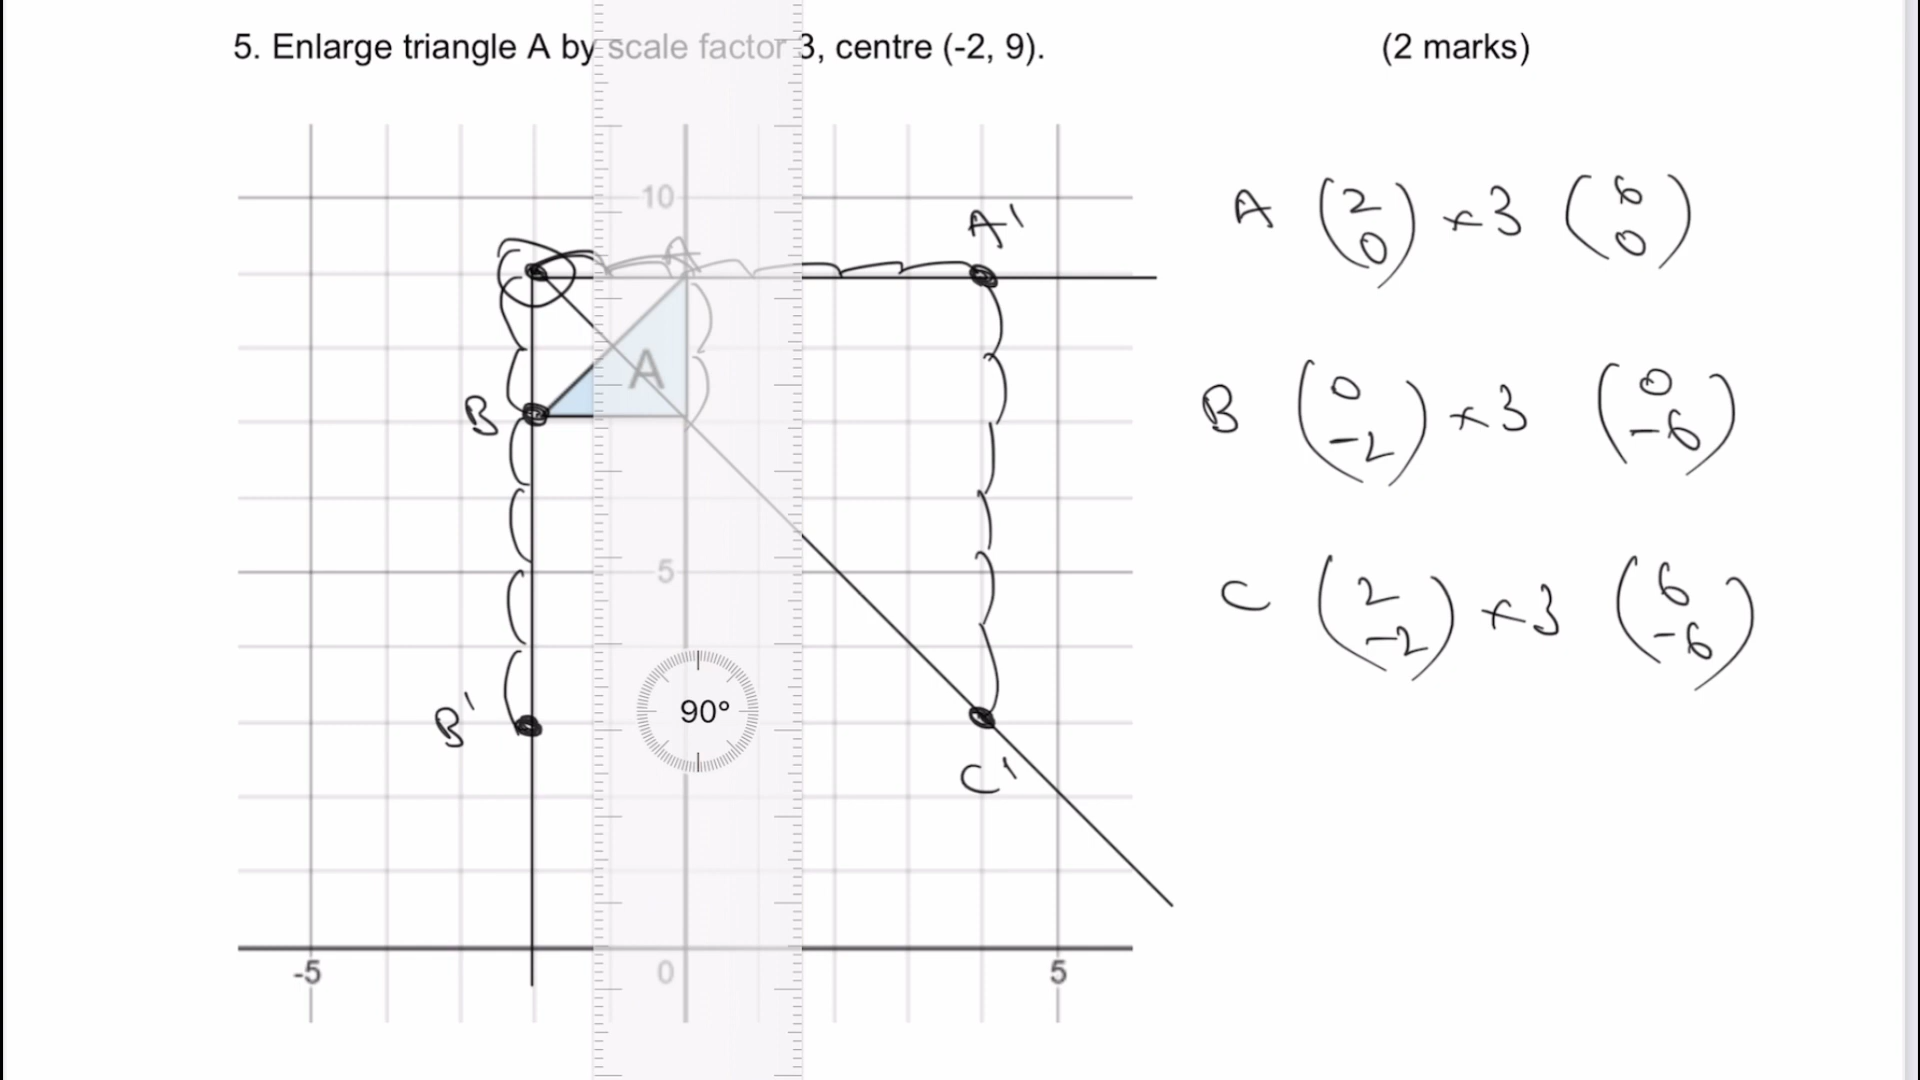 5. Enlarge triangle A by scale factor 3, centre (-2, 9). (2 marks)
10
A A'
A (2 0) ×3 (6 0)
A
B
B (0 -2) ×3 (0 -6)
5
C (2 -2) ×3 (6 -6)
90°
B'
C'
-5 0 5